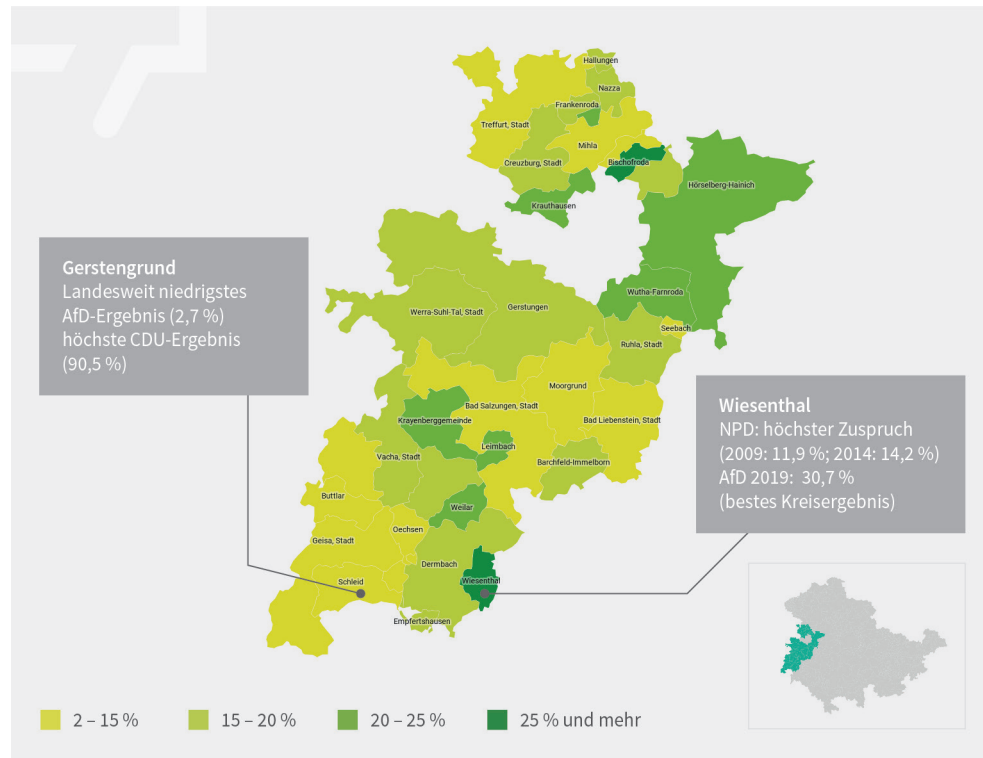 Hallungen
Nazza
Frankenroda
Treffurt, Stadt
Mihla
Creuzburg, Stadt
Bischofroda
Hörselberg-Hainich
Krauthausen
Gerstengrund
Landesweit niedrigstes
AfD-Ergebnis (2,7 %)
höchste CDU-Ergebnis
(90,5 %)
Wutha-Farnroda
Werra-Suhl-Tal, Stadt
Gerstungen
Seebach
Ruhla, Stadt
Moorgrund
Bad Salzungen, Stadt
Bad Liebenstein, Stadt
Krayenberggemeinde
Leimbach
Vacha, Stadt
Barchfeld-Immelborn
Wiesenthal
NPD: höchster Zuspruch
(2009: 11,9 %; 2014: 14,2 %)
AfD 2019: 30,7 %
(bestes Kreisergebnis)
Buttlar
Weilar
Oechsen
Geisa, Stadt
Dermbach
Schleid
Wiesenthal
Empfertshausen
2 – 15 %
15 – 20 %
20 – 25 %
25 % und mehr